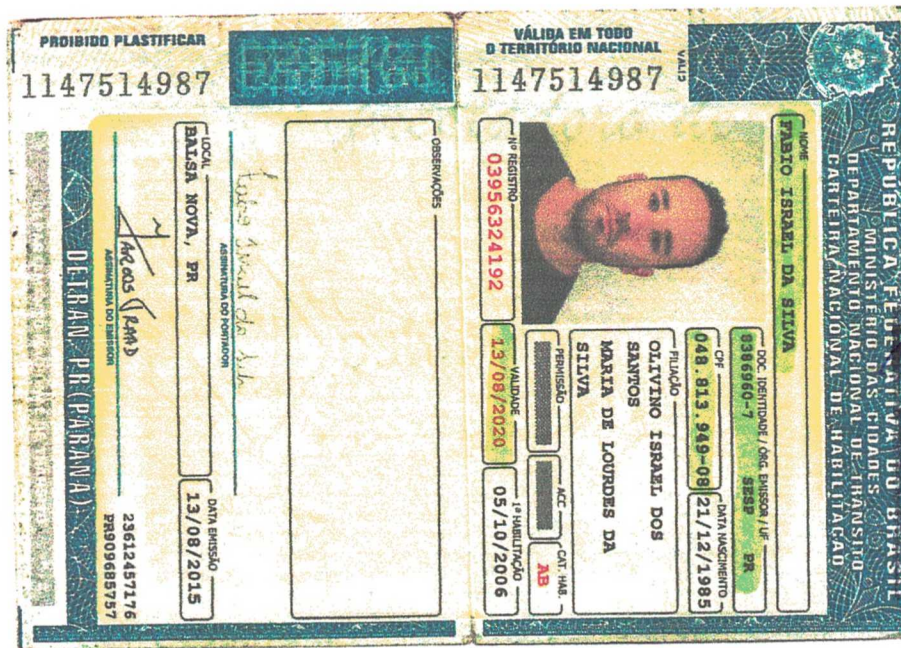 REPÚBLICA FEDERATIVA DO BRASIL
MINISTÉRIO DAS CIDADES
DEPARTAMENTO NACIONAL DE TRÂNSITO
CARTEIRA NACIONAL DE HABILITAÇÃO
NOME
FABIO ISRAEL DA SILVA
DOC. IDENTIDADE / ÓRG. EMISSOR / UF
8386960-7 SESP PR
CPF
048.813.949-08
DATA NASCIMENTO
21/12/1985
FILIAÇÃO
OLIVINO ISRAEL DOS
SANTOS
MARIA DE LOURDES DA
SILVA
PERMISSÃO
ACC
CAT. HAB.
AB
Nº REGISTRO
03956324192
VALIDADE
13/08/2020
1ª HABILITAÇÃO
05/10/2006
VÁLIDA EM TODO
O TERRITÓRIO NACIONAL
1147514987
OBSERVAÇÕES
Fabio Israel da Silva
ASSINATURA DO PORTADOR
LOCAL
BALSA NOVA, PR
DATA EMISSÃO
13/08/2015
ASSINATURA DO EMISSOR
23612457176
PR909685757
DETRAN PR (PARANA)
PROIBIDO PLASTIFICAR
1147514987